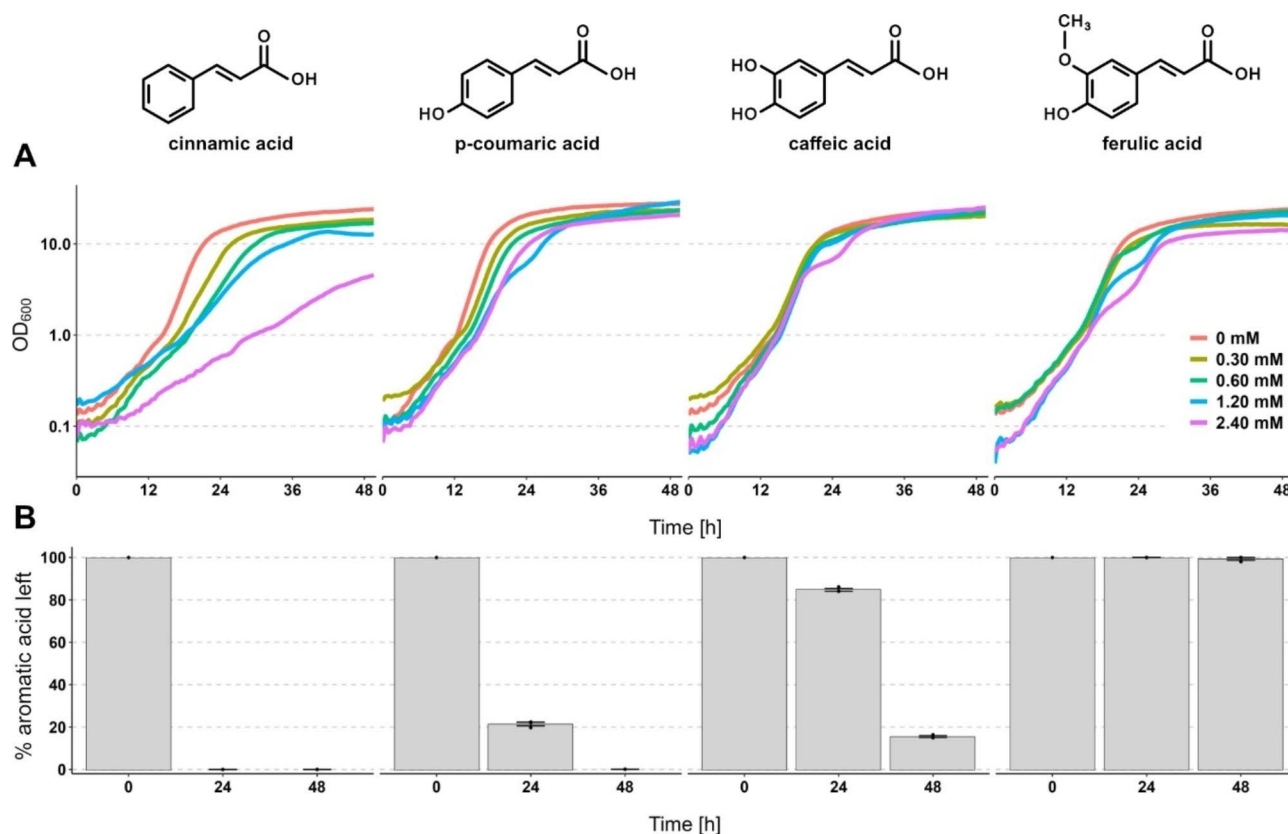 O
OH
cinnamic acid
O
OH
HO
p-coumaric acid
O
OH
HO
HO
caffeic acid
CH3
O
O
OH
HO
ferulic acid
A
OD600
10.0
1.0
0.1
0 12 24 36 48
0 12 24 36 48
0 12 24 36 48
0 12 24 36 48
0 mM
0.30 mM
0.60 mM
1.20 mM
2.40 mM
Time [h]
B
% aromatic acid left
100
80
60
40
20
0
0 24 48
0 24 48
0 24 48
0 24 48
Time [h]